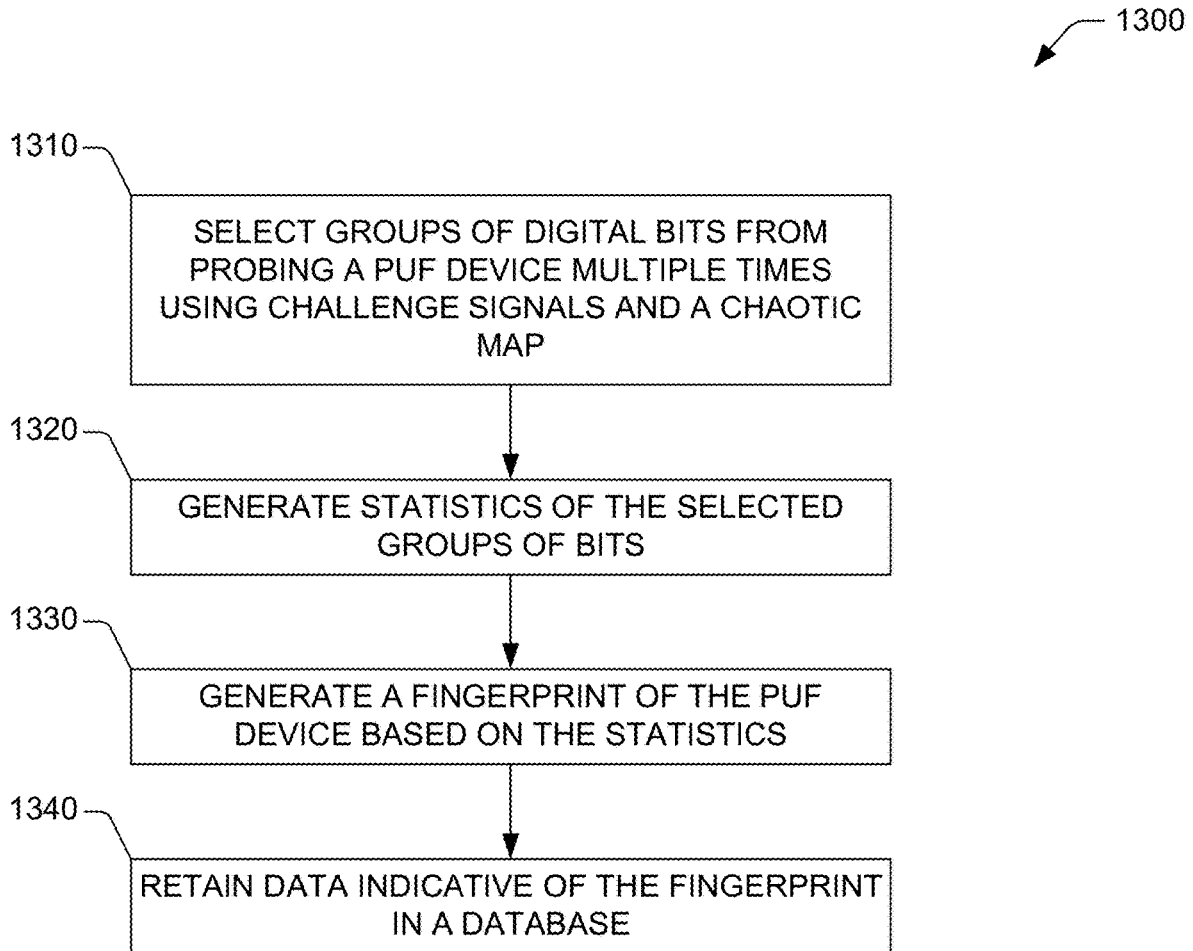 1300
1310
SELECT GROUPS OF DIGITAL BITS FROM
PROBING A PUF DEVICE MULTIPLE TIMES
USING CHALLENGE SIGNALS AND A CHAOTIC
MAP
1320
GENERATE STATISTICS OF THE SELECTED
GROUPS OF BITS
1330
GENERATE A FINGERPRINT OF THE PUF
DEVICE BASED ON THE STATISTICS
1340
RETAIN DATA INDICATIVE OF THE FINGERPRINT
IN A DATABASE